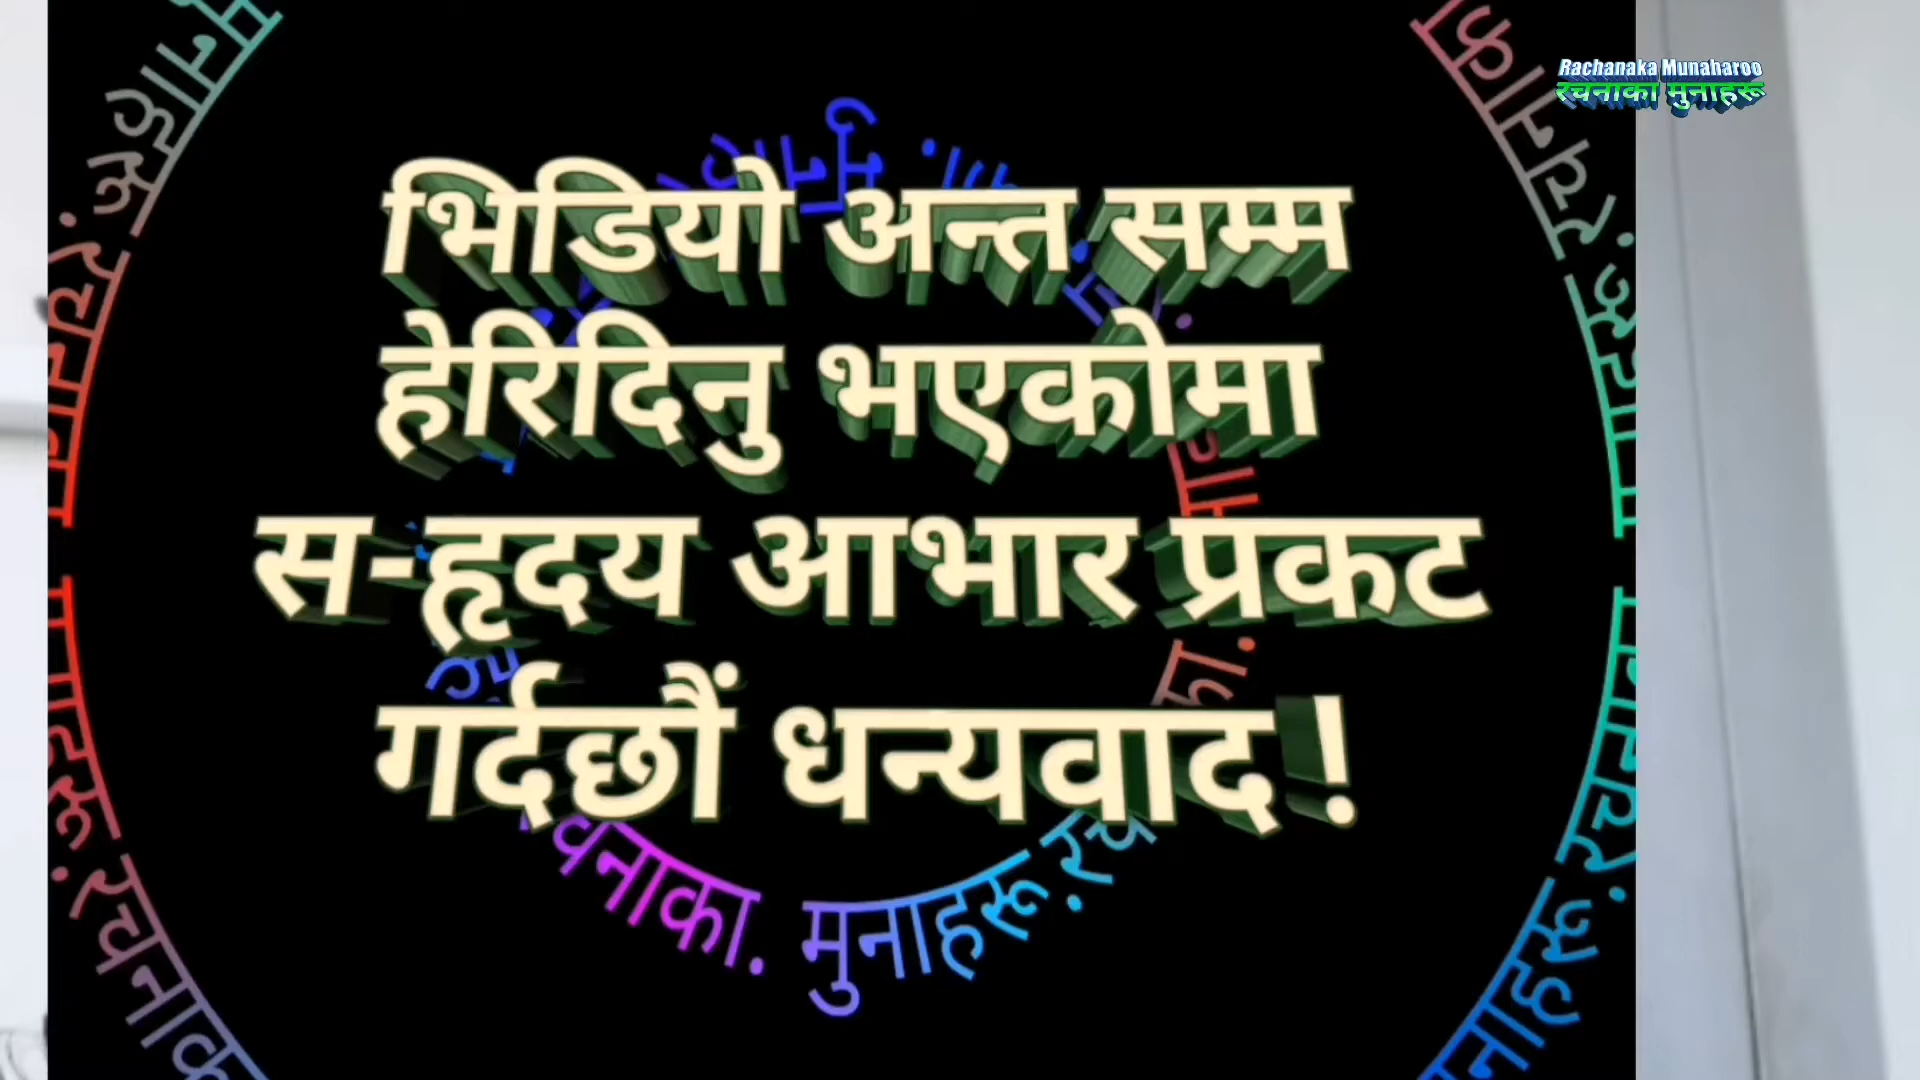 Rachanaka Munaharoo
रचनाका मुनाहरू
भिडियो अन्त सम्म
हेरिदिनु भएकोमा
स-हृदय आभार प्रकट
गर्दछौं धन्यवाद!
रचनाका. मुनाहरू.